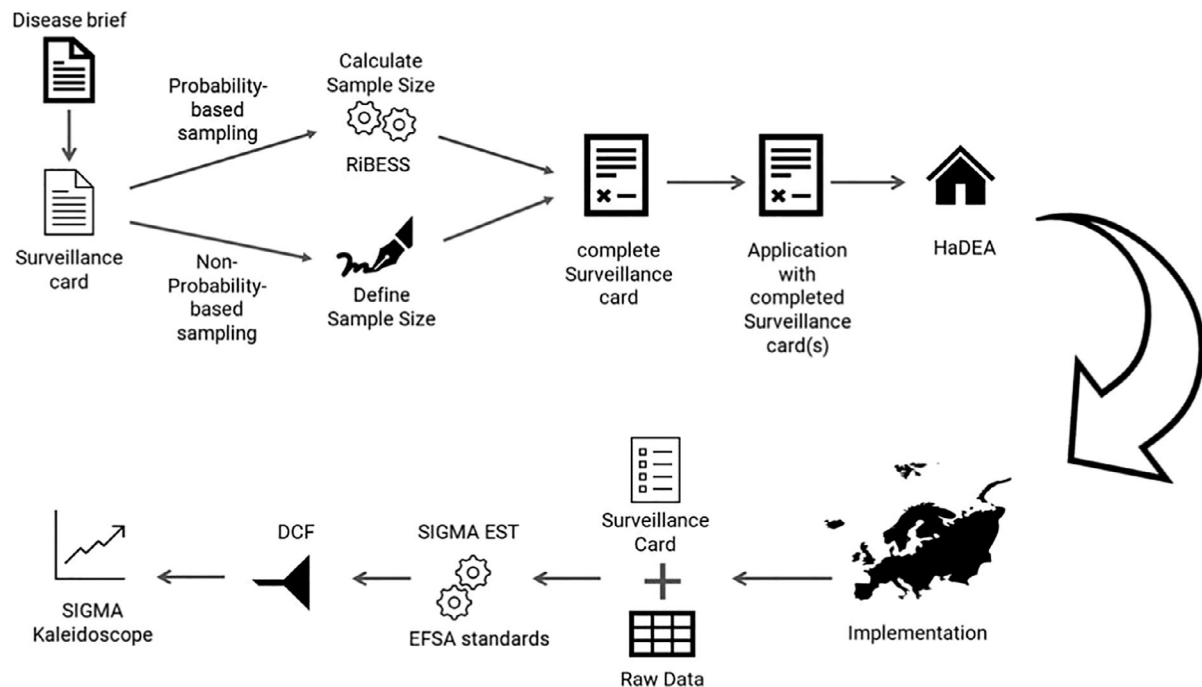 Disease brief
Surveillance
card
Probability-
based
sampling
Non-
Probability-
based
sampling
Calculate
Sample Size
RiBESS
Define
Sample Size
complete
Surveillance
card
Application
with
completed
Surveillance
card(s)
HaDEA
Implementation
Surveillance
Card
Raw Data
SIGMA EST
EFSA standards
DCF
SIGMA
Kaleidoscope